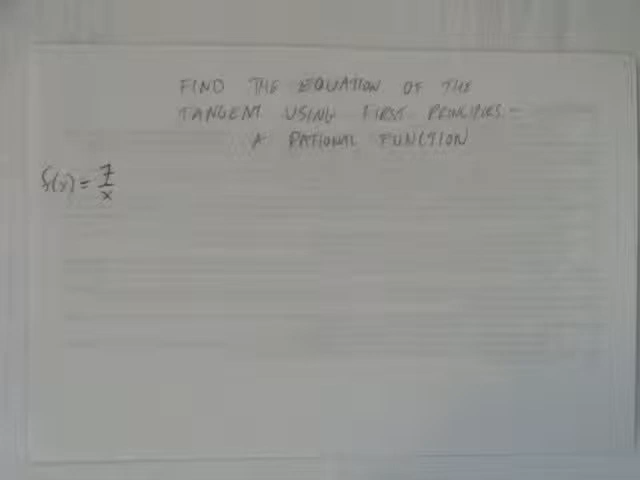 FIND THE EQUATION OF THE
TANGENT USING FIRST PRINCIPLES -
A RATIONAL FUNCTION
f(x) = 7/x